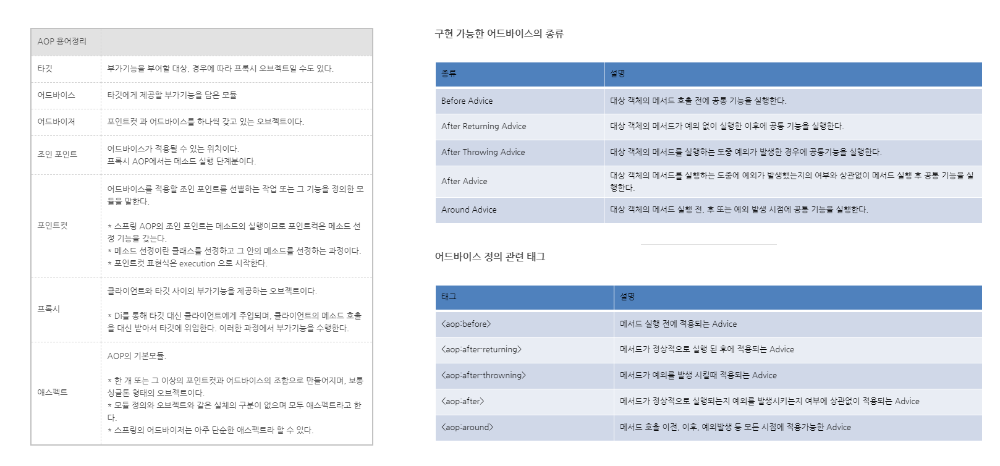 AOP 용어정리
타깃
부가기능을 부여할 대상, 경우에 따라 프록시 오브젝트일 수도 있다.
어드바이스
타깃에게 제공할 부가기능을 담은 모듈
어드바이저
포인트컷 과 어드바이스를 하나씩 갖고 있는 오브젝트이다.
조인 포인트
어드바이스가 적용될 수 있는 위치이다.
프록시 AOP에서는 메소드 실행 단계분이다.
포인트컷
어드바이스를 적용할 조인 포인트를 선별하는 작업 또는 그 기능을 정의한 모
듈을 말한다.
* 스프링 AOP의 조인 포인트는 메소드의 실행이므로 포인트컥은 메소드 선
정 기능을 갖는다.
* 메소드 선정이란 클래스를 선정하고 그 안의 메소드를 선정하는 과정이다.
* 포인트컷 표현식은 execution 으로 시작한다.
프록시
클라이언트와 타깃 사이의 부가기능을 제공하는 오브젝트이다.
* Di를 통해 타깃 대신 클라이언트에게 주입되며, 클라이언트의 메소드 호출
을 대신 받아서 타깃에 위임한다. 이러한 과정에서 부가기능을 수행한다.
애스펙트
AOP의 기본모듈.
* 한 개 또는 그 이상의 포인트컷과 어드바이스의 조합으로 만들어지며, 보통
싱글톤 형태의 오브젝트이다.
* 모듈 정의와 오브젝트와 같은 실체의 구분이 없으며 모두 애스펙트라고 한
다.
* 스프링의 어드바이저는 아주 단순한 애스펙트라 할 수 있다.
구현 가능한 어드바이스의 종류
종류
설명
Before Advice
대상 객체의 메서드 호출 전에 공통 기능을 실행한다.
After Returning Advice
대상 객체의 메서드가 예외 없이 실행한 이후에 공통 기능을 실행한다.
After Throwing Advice
대상 객체의 메서드를 실행하는 도중 예외가 발생한 경우에 공통기능을 실행한다.
After Advice
대상 객체의 메서드를 실행하는 도중에 예외가 발생했는지의 여부와 상관없이 메서드 실행 후 공통 기능을 실
행한다.
Around Advice
대상 객체의 메서드 실행 전, 후 또는 예외 발생 시점에 공통 기능을 실행한다.
어드바이스 정의 관련 태그
태그
설명
<aop:before>
메서드 실행 전에 적용되는 Advice
<aop:after-returning>
메서드가 정상적으로 실행 된 후에 적용되는 Advice
<aop:after-throwning>
메서드가 예외를 발생 시킬때 적용되는 Advice
<aop:after>
메서드가 정상적으로 실행되는지 예외를 발생시키는지 여부에 상관없이 적용되는 Advice
<aop:around>
메서드 호출 이전, 이후, 예외발생 등 모든 시점에 적용가능한 Advice